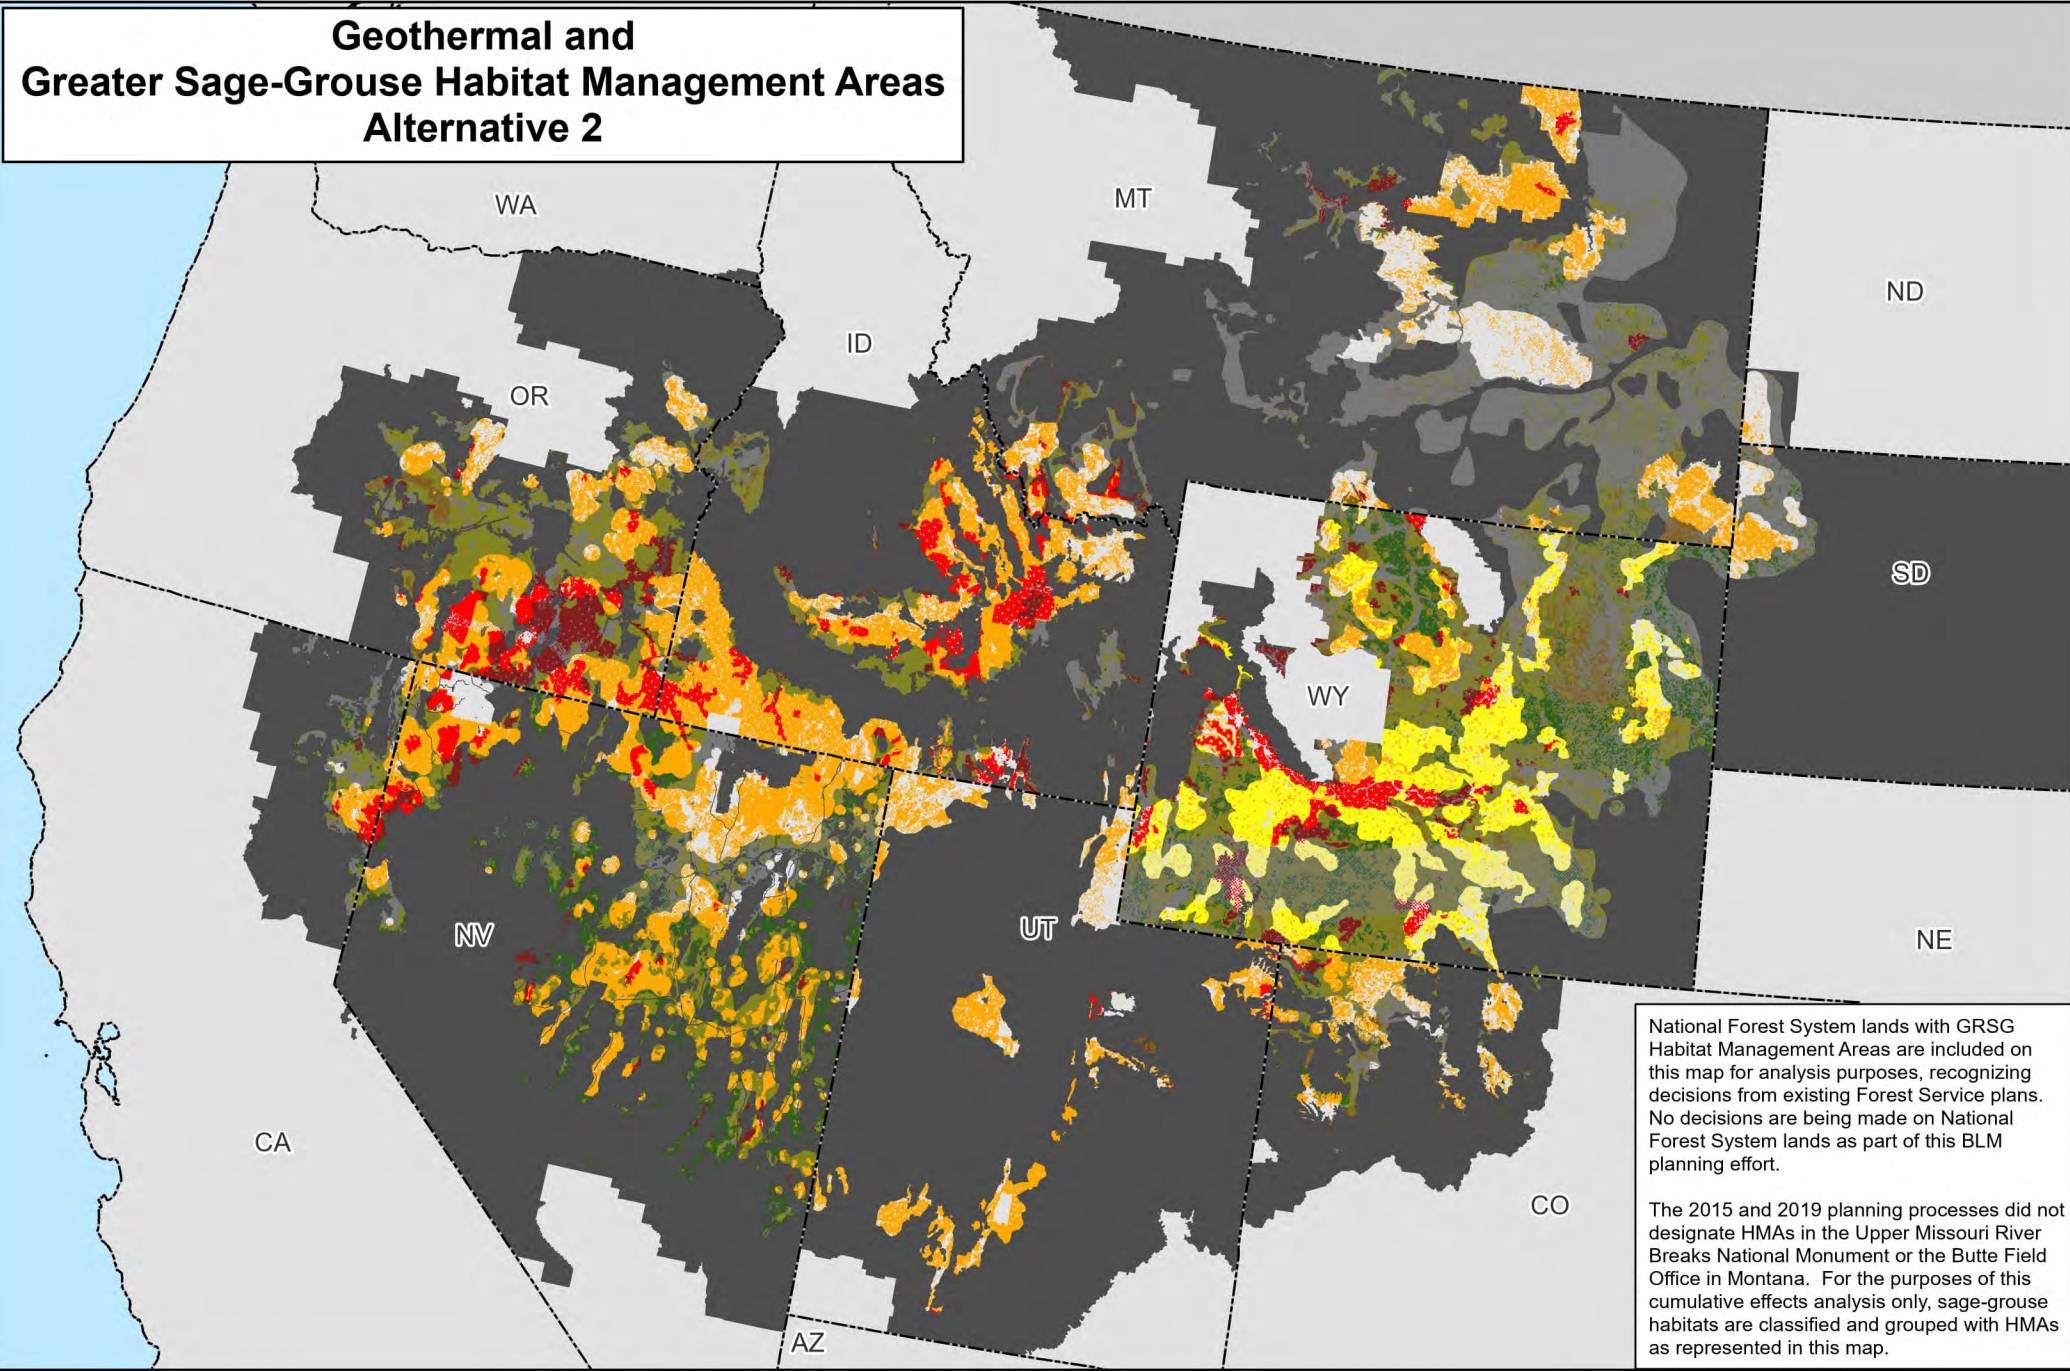 Geothermal and
Greater Sage-Grouse Habitat Management Areas
Alternative 2
WA
MT
ND
ID
OR
SD
WY
NV
UT
NE
CA
CO
AZ
National Forest System lands with GRSG
Habitat Management Areas are included on
this map for analysis purposes, recognizing
decisions from existing Forest Service plans.
No decisions are being made on National
Forest System lands as part of this BLM
planning effort.
The 2015 and 2019 planning processes did not
designate HMAs in the Upper Missouri River
Breaks National Monument or the Butte Field
Office in Montana.  For the purposes of this
cumulative effects analysis only, sage-grouse
habitats are classified and grouped with HMAs
as represented in this map.